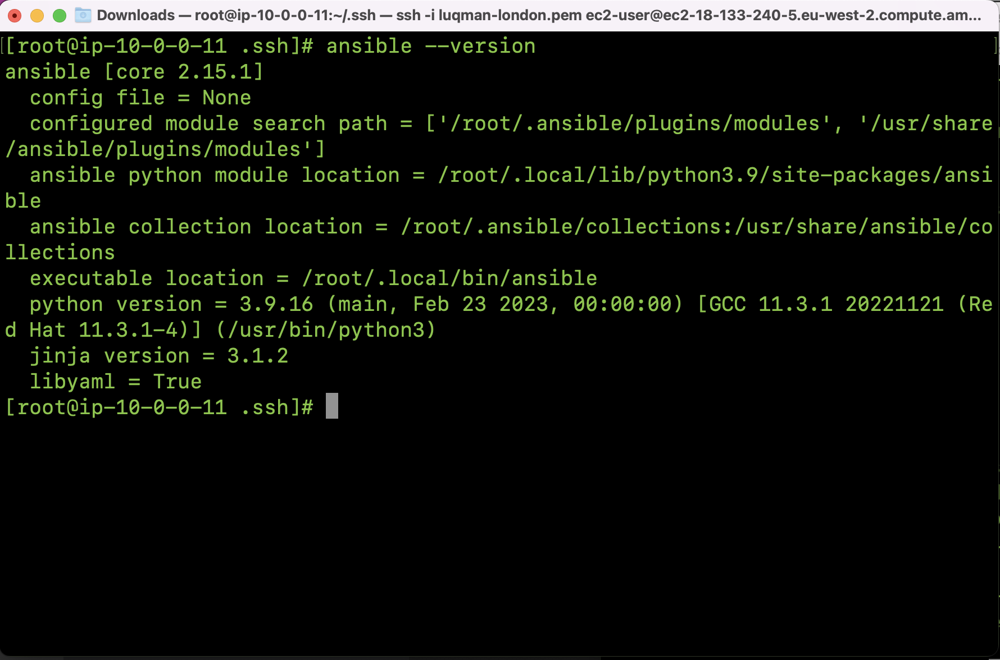 Downloads — root@ip-10-0-0-11:~/.ssh — ssh -i luqman-london.pem ec2-user@ec2-18-133-240-5.eu-west-2.compute.am...
[[root@ip-10-0-0-11 .ssh]# ansible --version ]
ansible [core 2.15.1]
  config file = None
  configured module search path = ['/root/.ansible/plugins/modules', '/usr/share
/ansible/plugins/modules']
  ansible python module location = /root/.local/lib/python3.9/site-packages/ansi
ble
  ansible collection location = /root/.ansible/collections:/usr/share/ansible/co
llections
  executable location = /root/.local/bin/ansible
  python version = 3.9.16 (main, Feb 23 2023, 00:00:00) [GCC 11.3.1 20221121 (Re
d Hat 11.3.1-4)] (/usr/bin/python3)
  jinja version = 3.1.2
  libyaml = True
[root@ip-10-0-0-11 .ssh]#